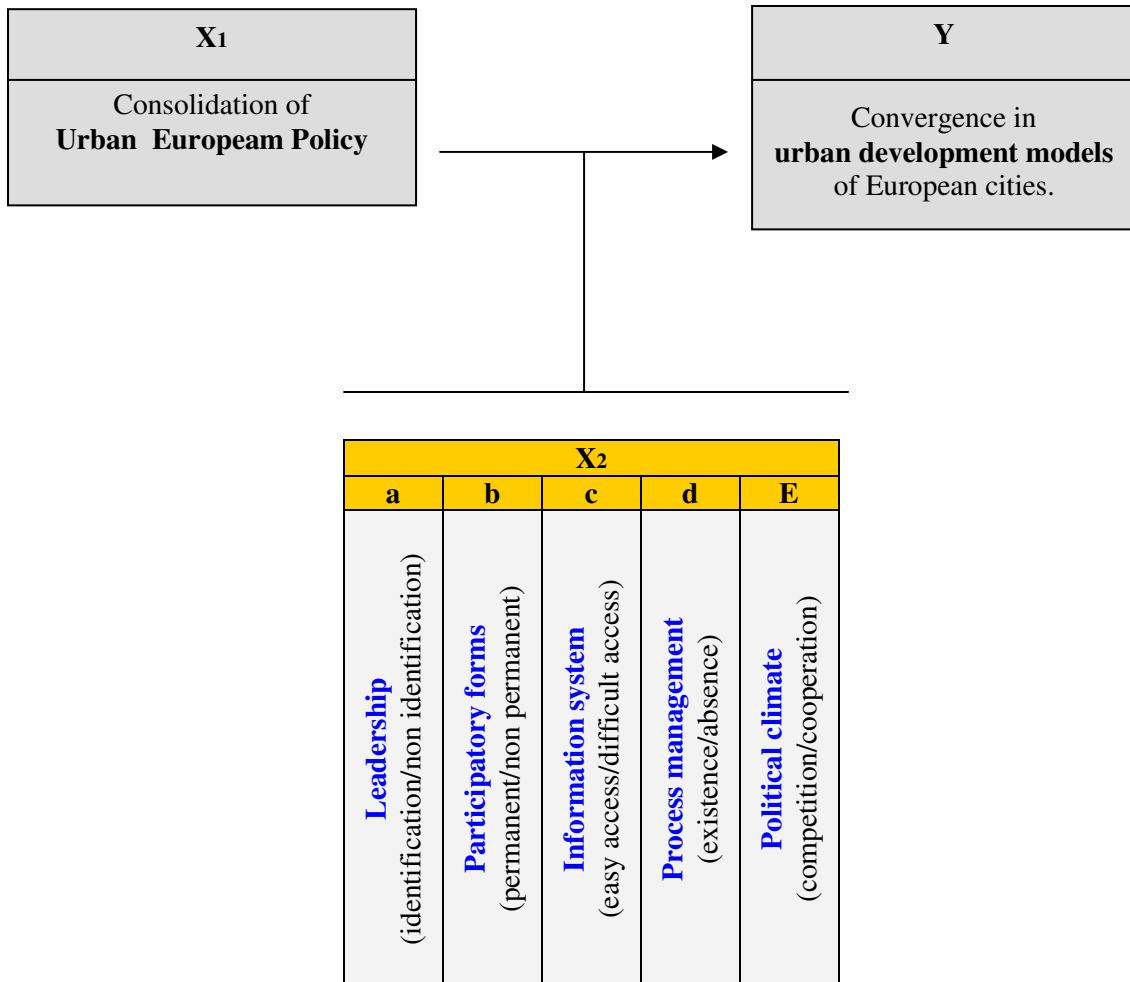 X1
Consolidation of
Urban Europeam Policy
Y
Convergence in
urban development models
of European cities.
X2
a b c d E
Leadership
(identification/non identification)
Participatory forms
(permanent/non permanent)
Information system
(easy access/difficult access)
Process management
(existence/absence)
Political climate
(competition/cooperation)